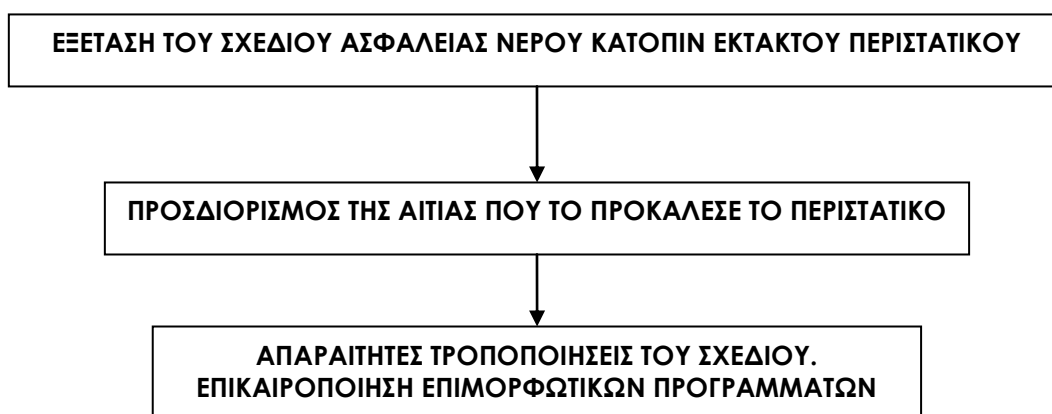 ΕΞΕΤΑΣΗ ΤΟΥ ΣΧΕΔΙΟΥ ΑΣΦΑΛΕΙΑΣ ΝΕΡΟΥ ΚΑΤΟΠΙΝ ΕΚΤΑΚΤΟΥ ΠΕΡΙΣΤΑΤΙΚΟΥ
ΠΡΟΣΔΙΟΡΙΣΜΟΣ ΤΗΣ ΑΙΤΙΑΣ ΠΟΥ ΤΟ ΠΡΟΚΑΛΕΣΕ ΤΟ ΠΕΡΙΣΤΑΤΙΚΟ
ΑΠΑΡΑΙΤΗΤΕΣ ΤΡΟΠΟΠΟΙΗΣΕΙΣ ΤΟΥ ΣΧΕΔΙΟΥ.
ΕΠΙΚΑΙΡΟΠΟΙΗΣΗ ΕΠΙΜΟΡΦΩΤΙΚΩΝ ΠΡΟΓΡΑΜΜΑΤΩΝ